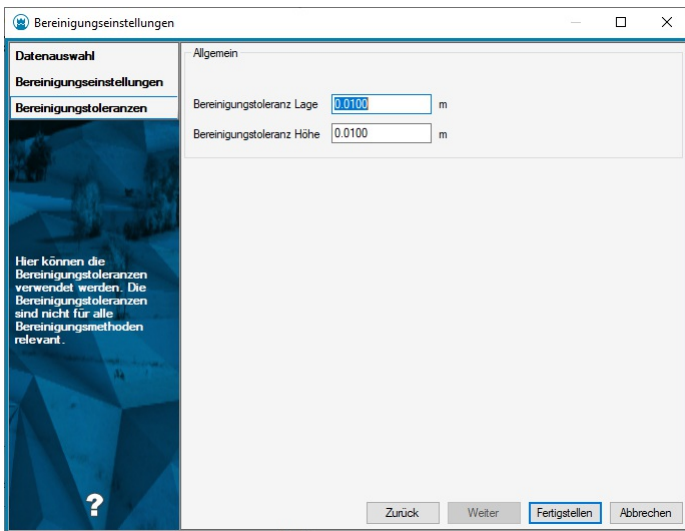 Bereinigungseinstellungen
Datenauswahl
Bereinigungseinstellungen
Bereinigungstoleranzen
Hier können die
Bereinigungstoleranzen
verwendet werden. Die
Bereinigungstoleranzen
sind nicht für alle
Bereinigungsmethoden
relevant.
?
Allgemein
Bereinigungstoleranz Lage 0.0100 m
Bereinigungstoleranz Höhe 0.0100 m
Zurück Weiter Fertigstellen Abbrechen